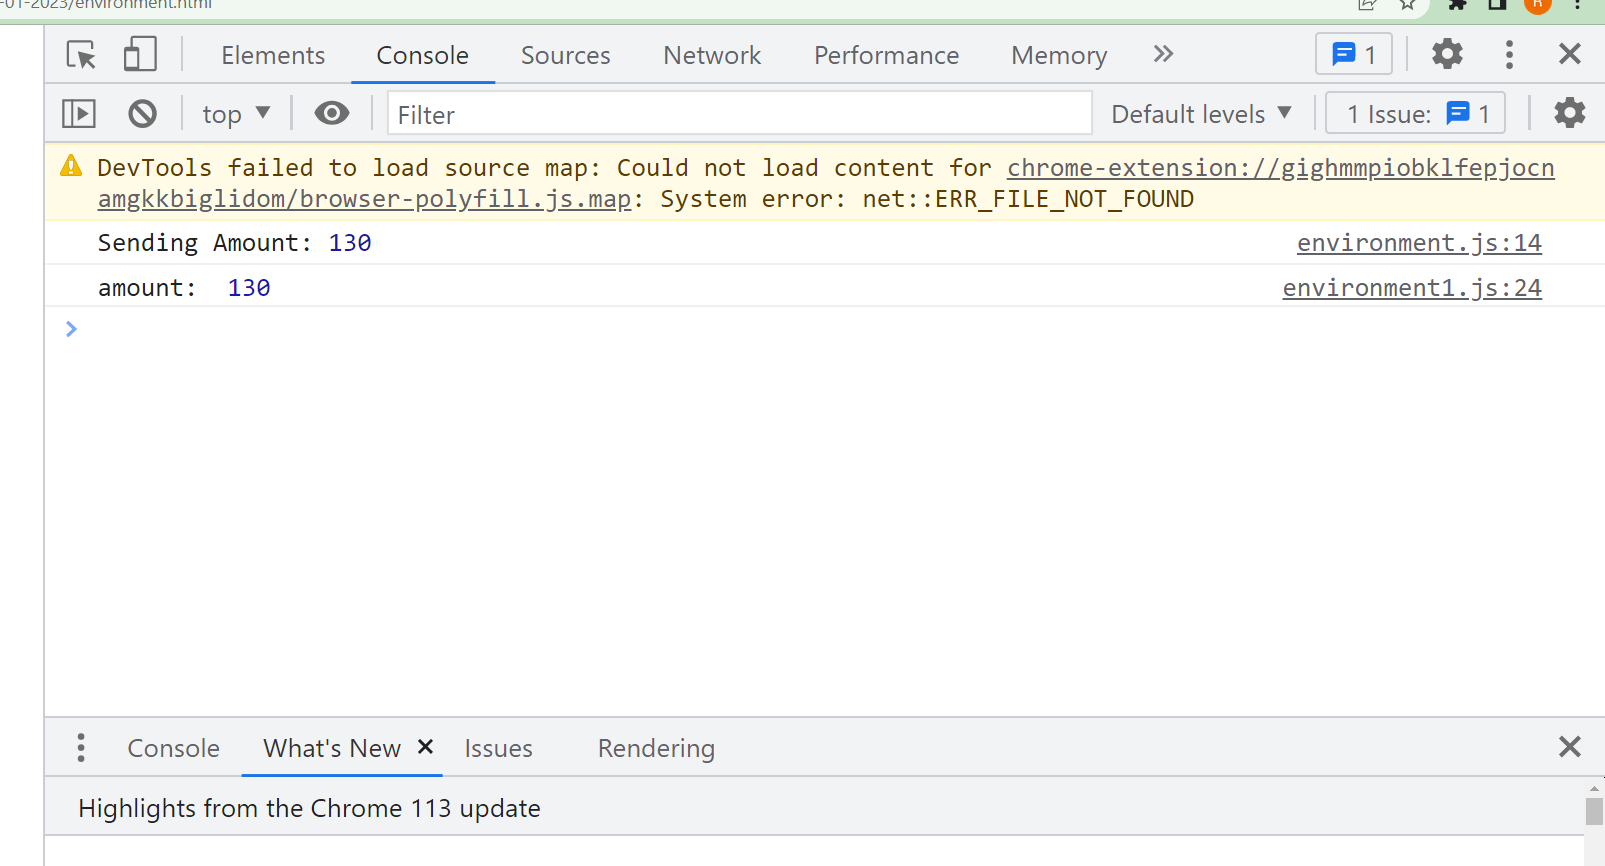 -01-2023/environment.html
R
Elements Console Sources Network Performance Memory 1
top Filter Default levels 1 Issue: 1
DevTools failed to load source map: Could not load content for chrome-extension://gighmmpiobklfepjocn
amgkkbiglidom/browser-polyfill.js.map: System error: net::ERR_FILE_NOT_FOUND
Sending Amount: 130 environment.js:14
amount: 130 environment1.js:24
Console What's New Issues Rendering
Highlights from the Chrome 113 update